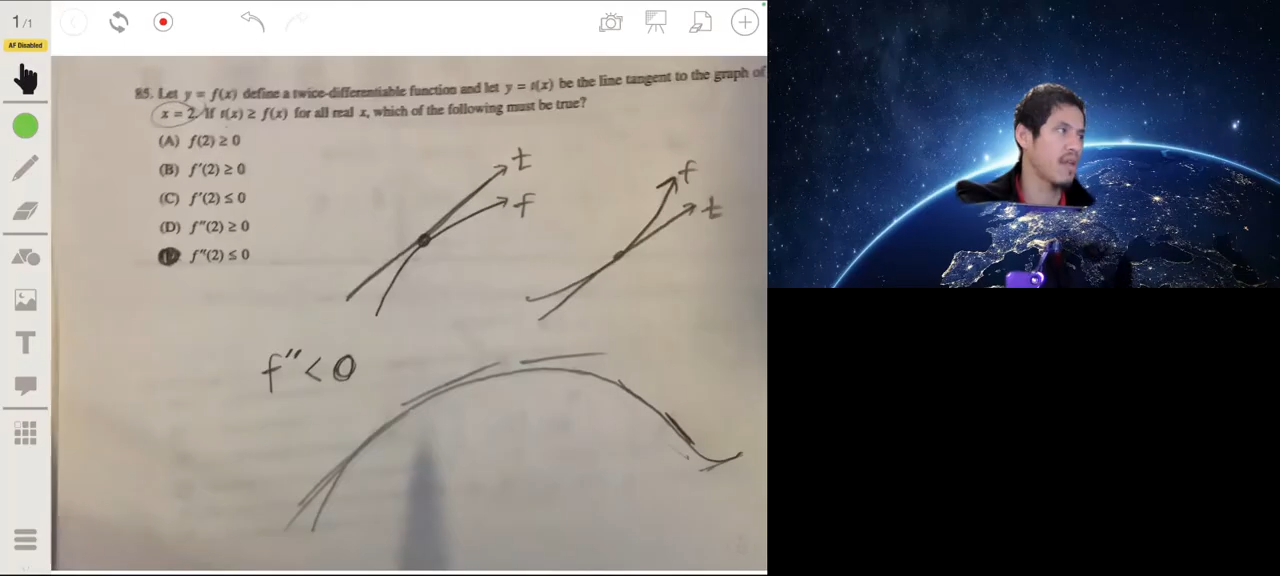 1/1
AF Disabled
85. Let y = f(x) define a twice-differentiable function and let y = t(x) be the line tangent to the graph of
x = 2. If t(x) ≥ f(x) for all real x, which of the following must be true?
(A) f(2) ≥ 0
(B) f'(2) ≥ 0
(C) f'(2) ≤ 0
(D) f"(2) ≥ 0
f"(2) ≤ 0
t
f
f
t
f" < 0
T